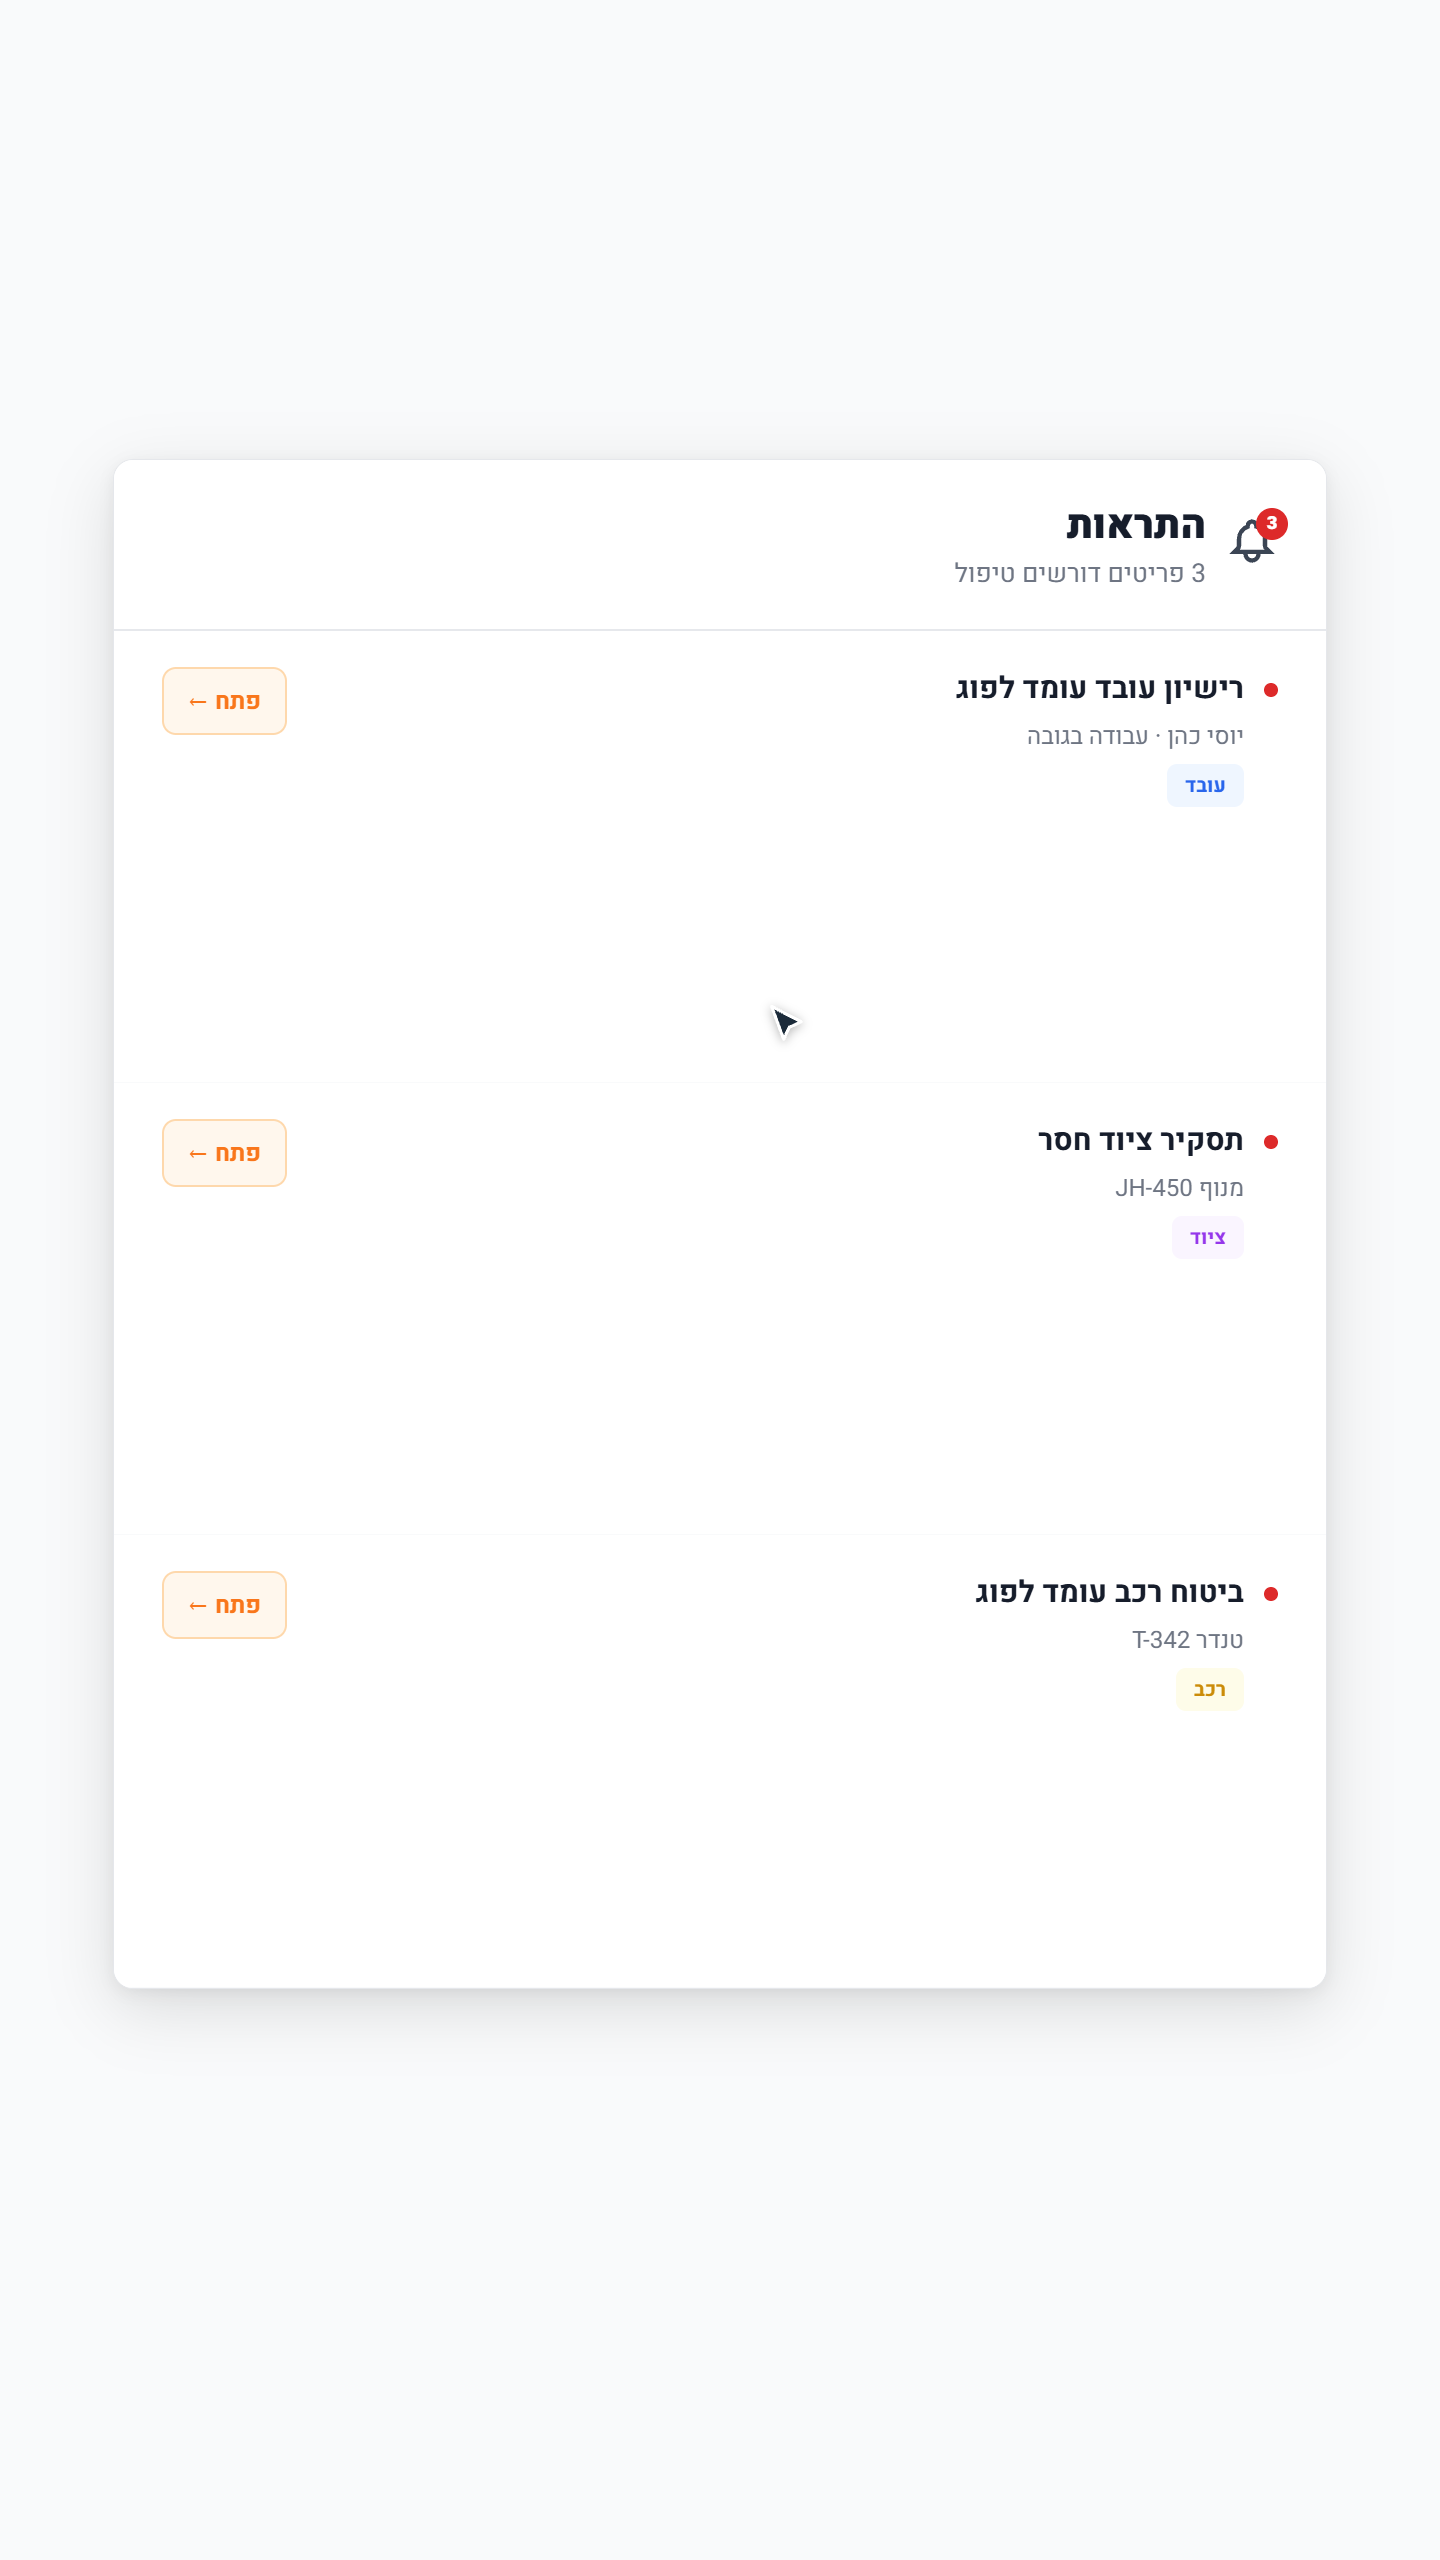 3
התראות
3 פריטים דורשים טיפול
רישיון עובד עומד לפוג
יוסי כהן · עבודה בגובה
עובד
פתח ←
תסקיר ציוד חסר
מנוף JH-450
ציוד
פתח ←
ביטוח רכב עומד לפוג
טנדר T-342
רכב
פתח ←